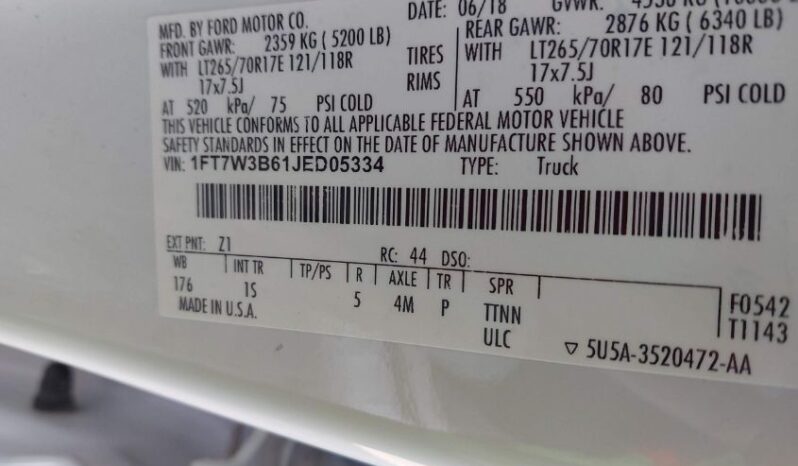 MFD. BY FORD MOTOR CO.
DATE: 06/18 GVWR:
FRONT GAWR: 2359 KG ( 5200 LB)
REAR GAWR: 2876 KG ( 6340 LB)
WITH LT265/70R17E 121/118R TIRES
WITH LT265/70R17E 121/118R
17x7.5J RIMS
17x7.5J
AT 520 kPa/ 75 PSI COLD
AT 550 kPa/ 80 PSI COLD
THIS VEHICLE CONFORMS TO ALL APPLICABLE FEDERAL MOTOR VEHICLE
SAFETY STANDARDS IN EFFECT ON THE DATE OF MANUFACTURE SHOWN ABOVE.
VIN: 1FT7W3B61JED05334 TYPE: Truck
EXT PNT: Z1 RC: 44 DSO:
WB INT TR TP/PS R AXLE TR SPR
176 1S 5 4M P TTNN
F0542
MADE IN U.S.A. ULC
T1143
5U5A-3520472-AA